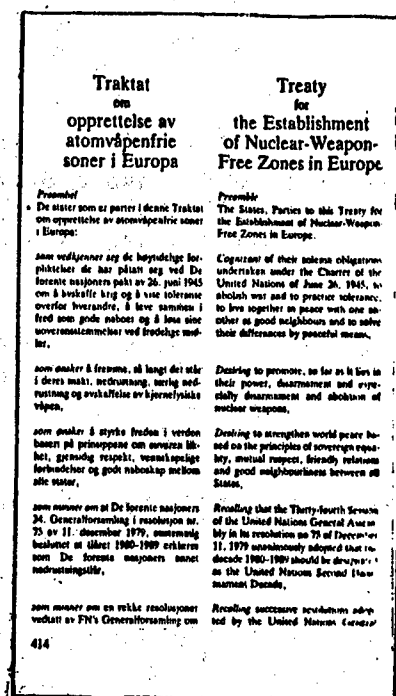 Traktat
om
opprettelse av
atomvåpenfrie
soner i Europa
Preambel
De stater som er parter i denne Traktat
om opprettelse av atomvåpenfrie soner
i Europa:
som vedkjenner seg de høytidelige for-
pliktelser de har påtatt seg ved De
forente nasjoners pakt av 26. juni 1945
om å avskaffe krig og å vise toleranse
overfor hverandre, å leve sammen i
fred som gode naboer og å løse sine
uoverensstemmelser ved fredelige mid-
ler,
som ønsker å fremme, så langt det står
i deres makt, nedrustning, særlig ned-
rustning og avskaffelse av kjernefysiske
våpen,
som ønsker å styrke freden i verden
basert på prinsippene om suveren lik-
het, gjensidig respekt, vennskapelige
forbindelser og godt naboskap mellom
alle stater,
som minner om at De forente nasjoners
34. Generalforsamling i resolusjon nr.
75 av 11. desember 1979, enstemmig
besluttet at tiåret 1980-1989 erklæres
som De forente nasjoners annet
nedrustningstiår,
som minner om en rekke resolusjoner
vedtatt av FN's Generalforsamling om
414
Treaty
for
the Establishment
of Nuclear-Weapon-
Free Zones in Europe
Preamble
The States, Parties to this Treaty for
the Establishment of Nuclear-Weapon-
Free Zones in Europe.
Cognizant of their solemn obligations
undertaken under the Charter of the
United Nations of June 26, 1945, to
abolish war and to practice tolerance,
to live together in peace with one an-
other as good neighbours and to solve
their differences by peaceful means,
Desiring to promote, so far as it lies in
their power, disarmament and espe-
cially disarmament and abolition of
nuclear weapons,
Desiring to strengthen world peace ba-
sed on the principles of sovereign equa-
lity, mutual respect, friendly relations
and good neighbourliness between all
States,
Recalling that the Thirty-fourth Session
of the United Nations General Assem
bly in its resolution no 75 of December
11, 1979 unanimously adopted that the
decade 1980-1989 should be
as the United Nations Second Disar-
mament Decade,
Recalling successive resolutions adop-
ted by the United Nations General